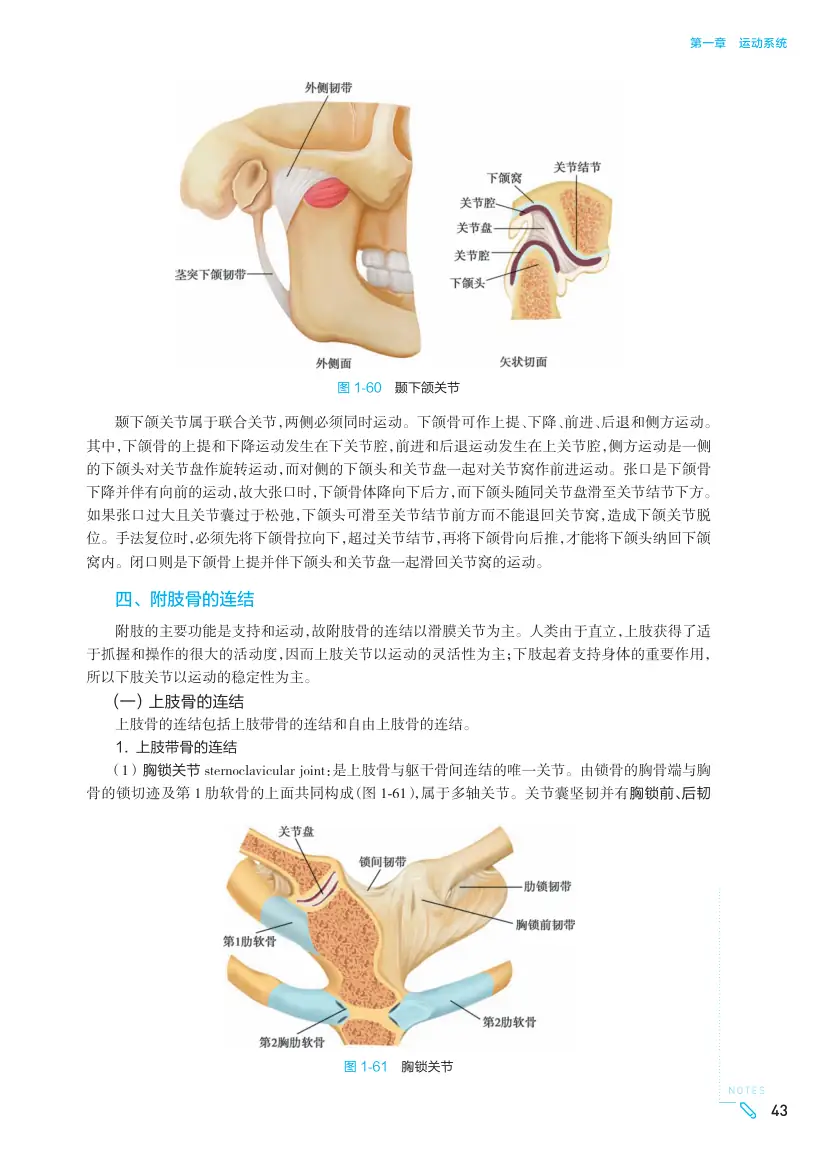 第一章 运动系统
外侧韧带
关节结节
下颌窝
关节腔
关节盘
关节腔
茎突下颌韧带
下颌头
外侧面
矢状切面
图 1-60 颞下颌关节
颞下颌关节属于联合关节,两侧必须同时运动。下颌骨可作上提、下降、前进、后退和侧方运动。
其中,下颌骨的上提和下降运动发生在下关节腔,前进和后退运动发生在上关节腔,侧方运动是一侧
的下颌头对关节盘作旋转运动,而对侧的下颌头和关节盘一起对关节窝作前进运动。张口是下颌骨
下降并伴有向前的运动,故大张口时,下颌骨体降向下后方,而下颌头随同关节盘滑至关节结节下方。
如果张口过大且关节囊过于松弛,下颌头可滑至关节结节前方而不能退回关节窝,造成下颌关节脱
位。手法复位时,必须先将下颌骨拉向下,超过关节结节,再将下颌骨向后推,才能将下颌头纳回下颌
窝内。闭口则是下颌骨上提并伴下颌头和关节盘一起滑回关节窝的运动。
四、附肢骨的连结
附肢的主要功能是支持和运动,故附肢骨的连结以滑膜关节为主。人类由于直立,上肢获得了适
于抓握和操作的很大的活动度,因而上肢关节以运动的灵活性为主;下肢起着支持身体的重要作用,
所以下肢关节以运动的稳定性为主。
(一)上肢骨的连结
上肢骨的连结包括上肢带骨的连结和自由上肢骨的连结。
1. 上肢带骨的连结
(1)胸锁关节 sternoclavicular joint:是上肢骨与躯干骨间连结的唯一关节。由锁骨的胸骨端与胸
骨的锁切迹及第 1 肋软骨的上面共同构成(图 1-61),属于多轴关节。关节囊坚韧并有胸锁前、后韧
关节盘
锁间韧带
肋锁韧带
胸锁前韧带
第1肋软骨
第2肋软骨
第2胸肋软骨
图 1-61 胸锁关节
NOTES
43